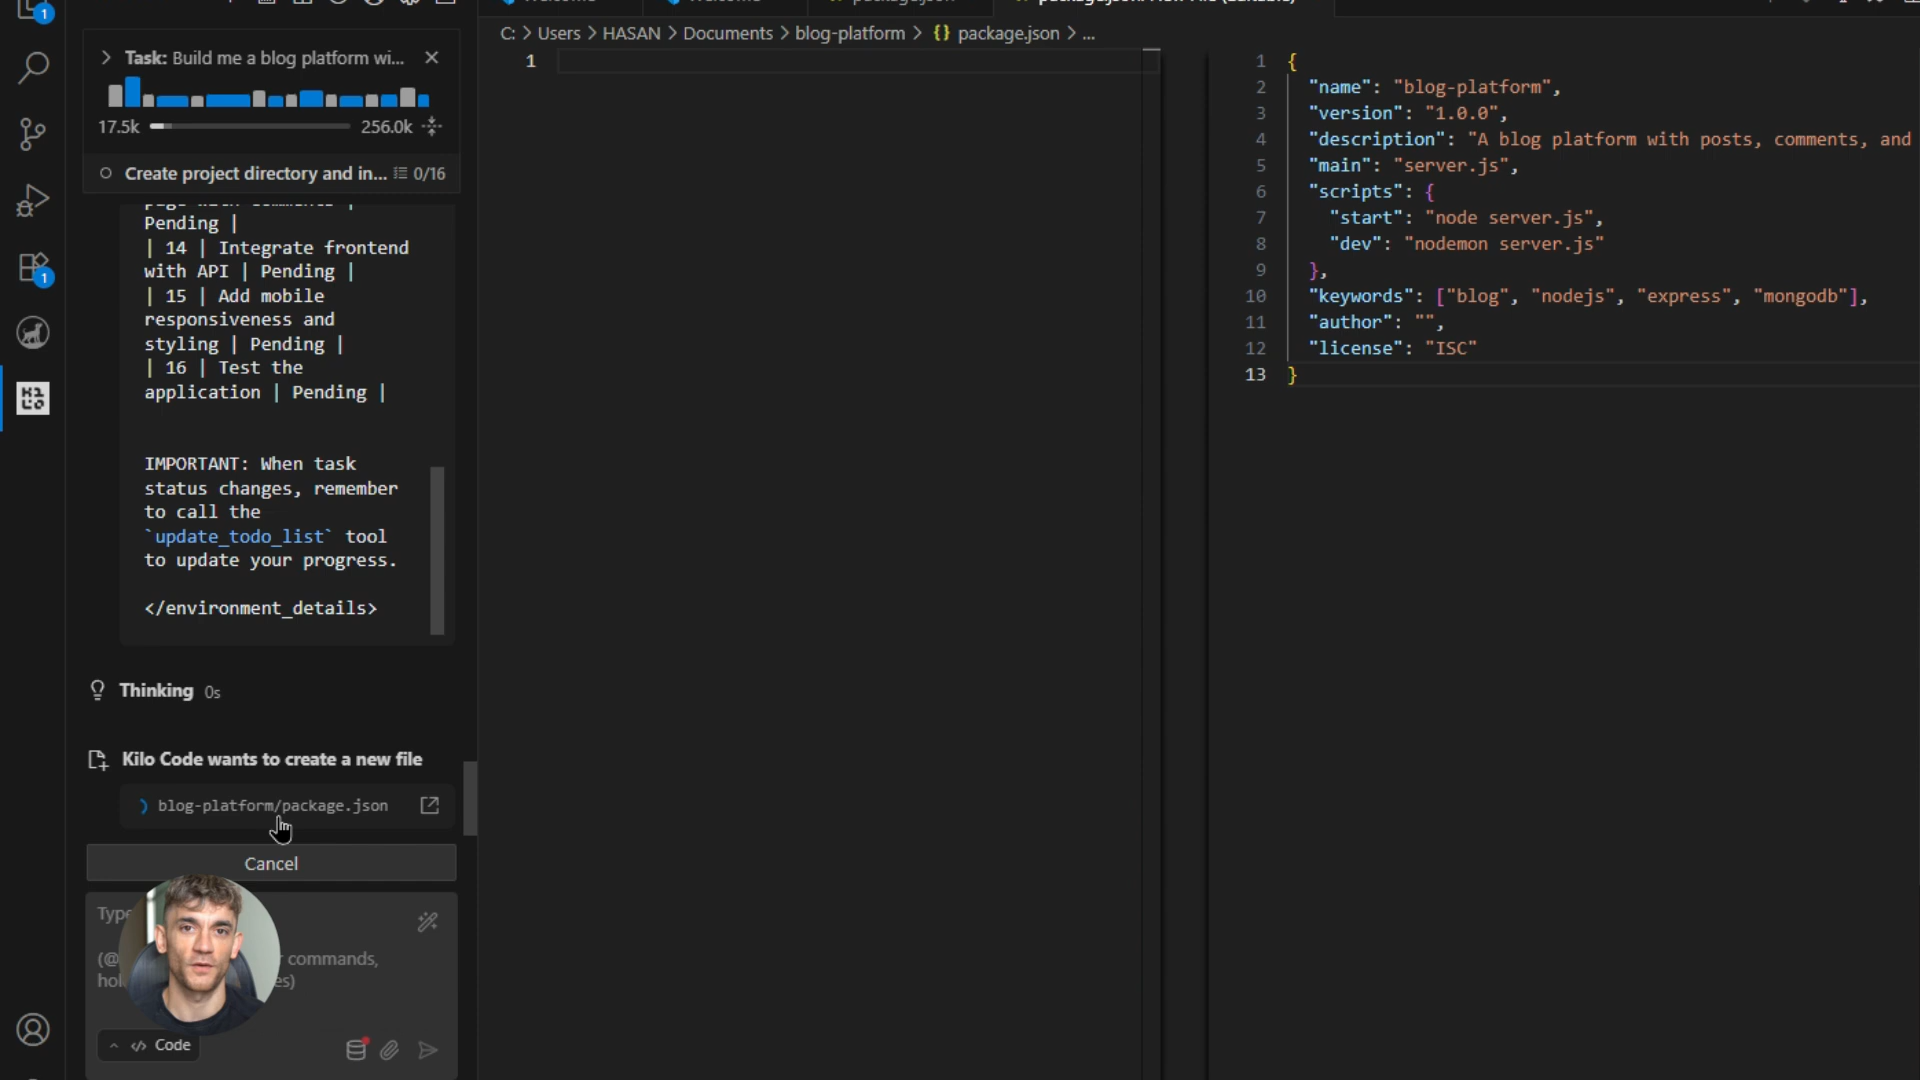 1
Task: Build me a blog platform wi...
17.5k
256.0k
Create project directory and in...
0/16
Pending |
| 14 | Integrate frontend
with API | Pending |
| 15 | Add mobile
responsiveness and
styling | Pending |
| 16 | Test the
application | Pending |
IMPORTANT: When task
status changes, remember
to call the
`update_todo_list` tool
to update your progress.
</environment_details>
Thinking 0s
Kilo Code wants to create a new file
blog-platform/package.json
Cancel
Type
(@
commands,
hol
es)
</> Code
1
C: > Users > HASAN > Documents > blog-platform > {} package.json > ...
1
1 {
2 "name": "blog-platform",
3 "version": "1.0.0",
4 "description": "A blog platform with posts, comments, and
5 "main": "server.js",
6 "scripts": {
7 "start": "node server.js",
8 "dev": "nodemon server.js"
9 },
10 "keywords": ["blog", "nodejs", "express", "mongodb"],
11 "author": "",
12 "license": "ISC"
13 }